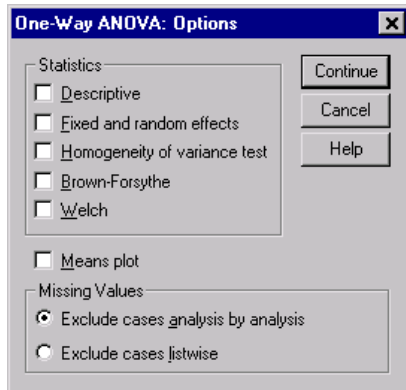 One-Way ANOVA: Options
Statistics
Descriptive
Fixed and random effects
Homogeneity of variance test
Brown-Forsythe
Welch
Means plot
Missing Values
Exclude cases analysis by analysis
Exclude cases listwise
Continue
Cancel
Help